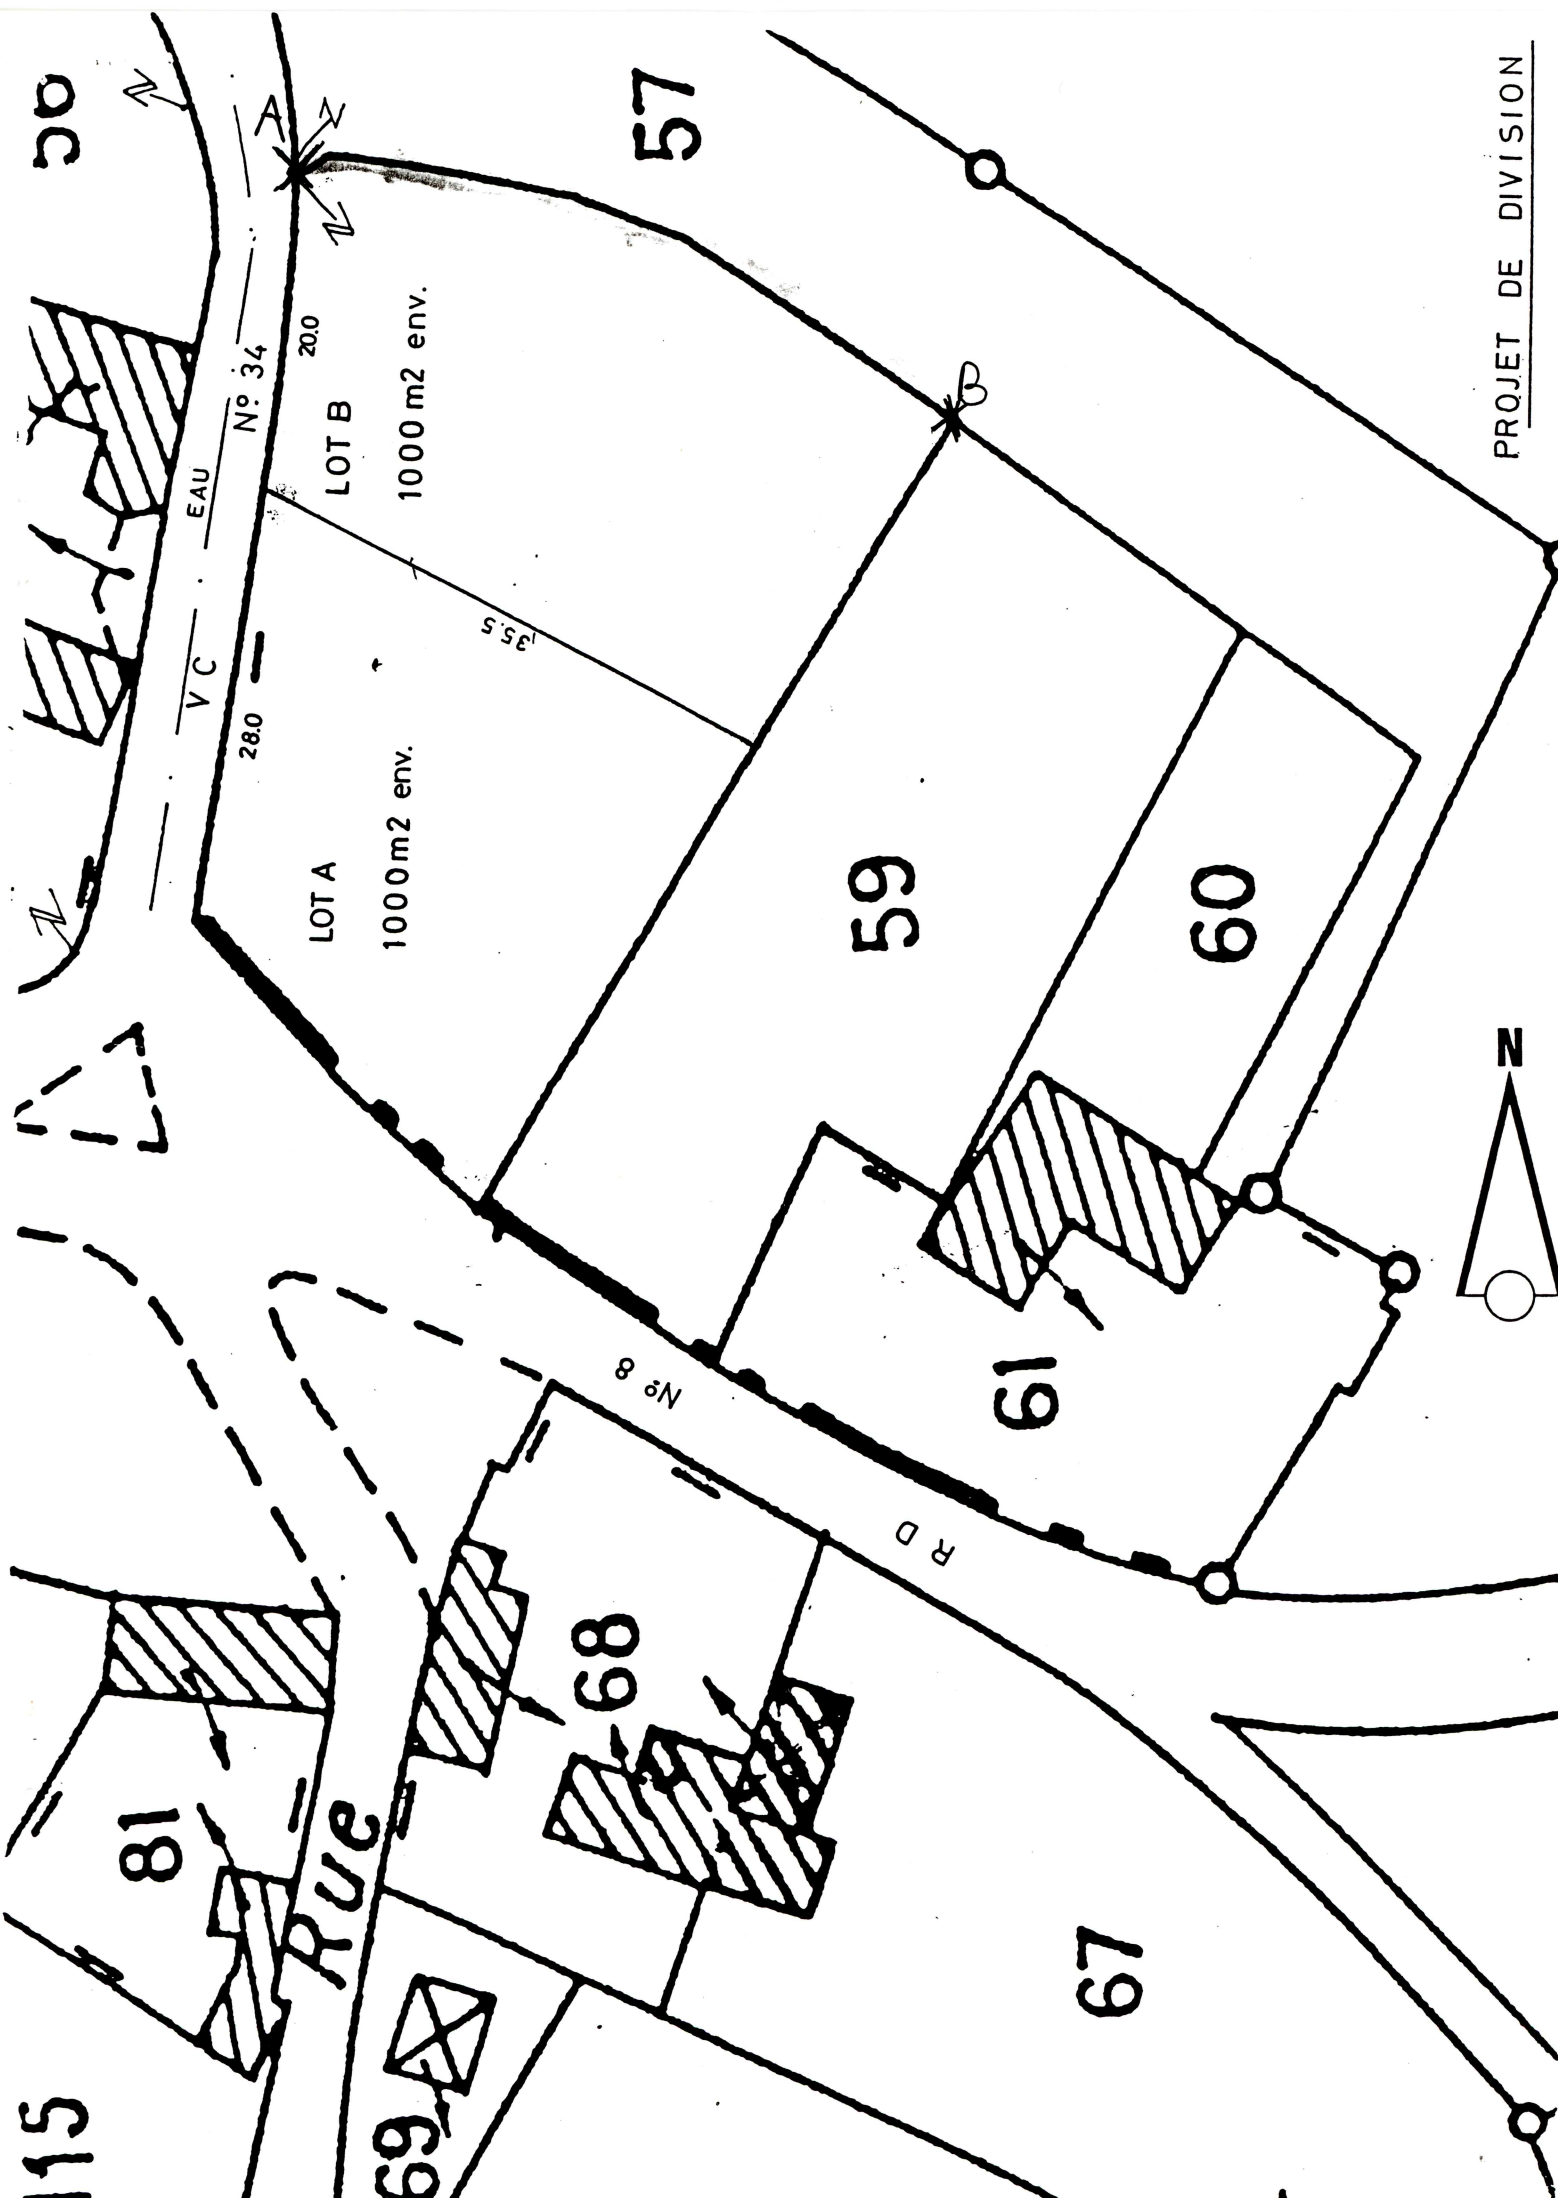 57
A
N° 34
EAU
V C
20.0
LOT B
1000 m2 env.
35.5
28.0
LOT A
1000 m2 env.
B
PROJET DE DIVISION
59
60
N
61
N° 8
R D
68
81
Rue
67
69
115